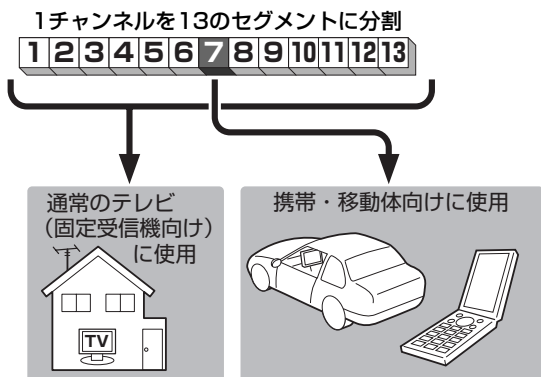 1チャンネルを13のセグメントに分割
1 2 3 4 5 6 7 8 9 10 11 12 13
通常のテレビ
(固定受信機向け)
に使用
TV
携帯・移動体向けに使用